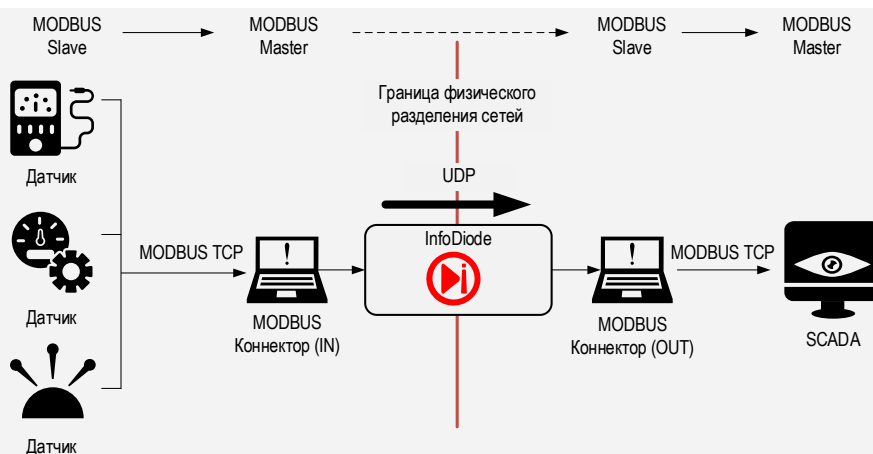 MODBUS
Slave
MODBUS
Master
MODBUS
Slave
MODBUS
Master
Граница физического
разделения сетей
Датчик
UDP
InfoDiode
MODBUS TCP
MODBUS TCP
Датчик
MODBUS
Коннектор (IN)
MODBUS
Коннектор (OUT)
SCADA
Датчик